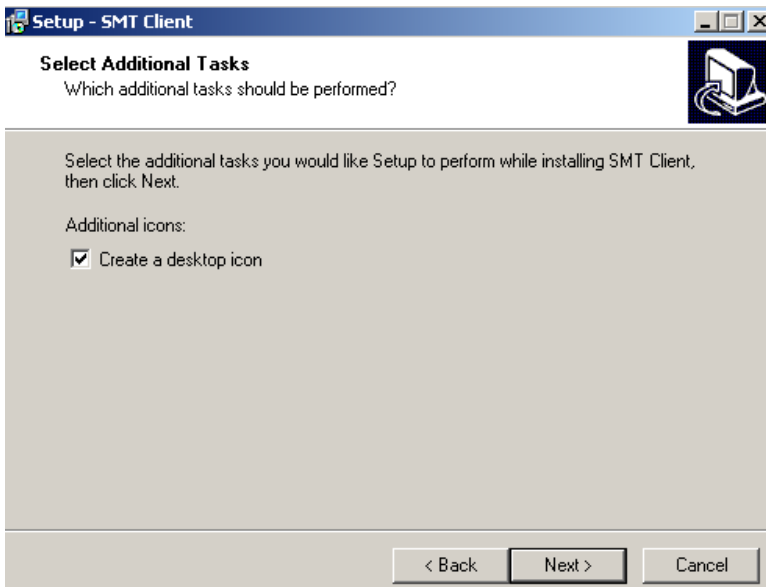 Setup - SMT Client
Select Additional Tasks
Which additional tasks should be performed?
Select the additional tasks you would like Setup to perform while installing SMT Client,
then click Next.
Additional icons:
Create a desktop icon
< Back Next > Cancel